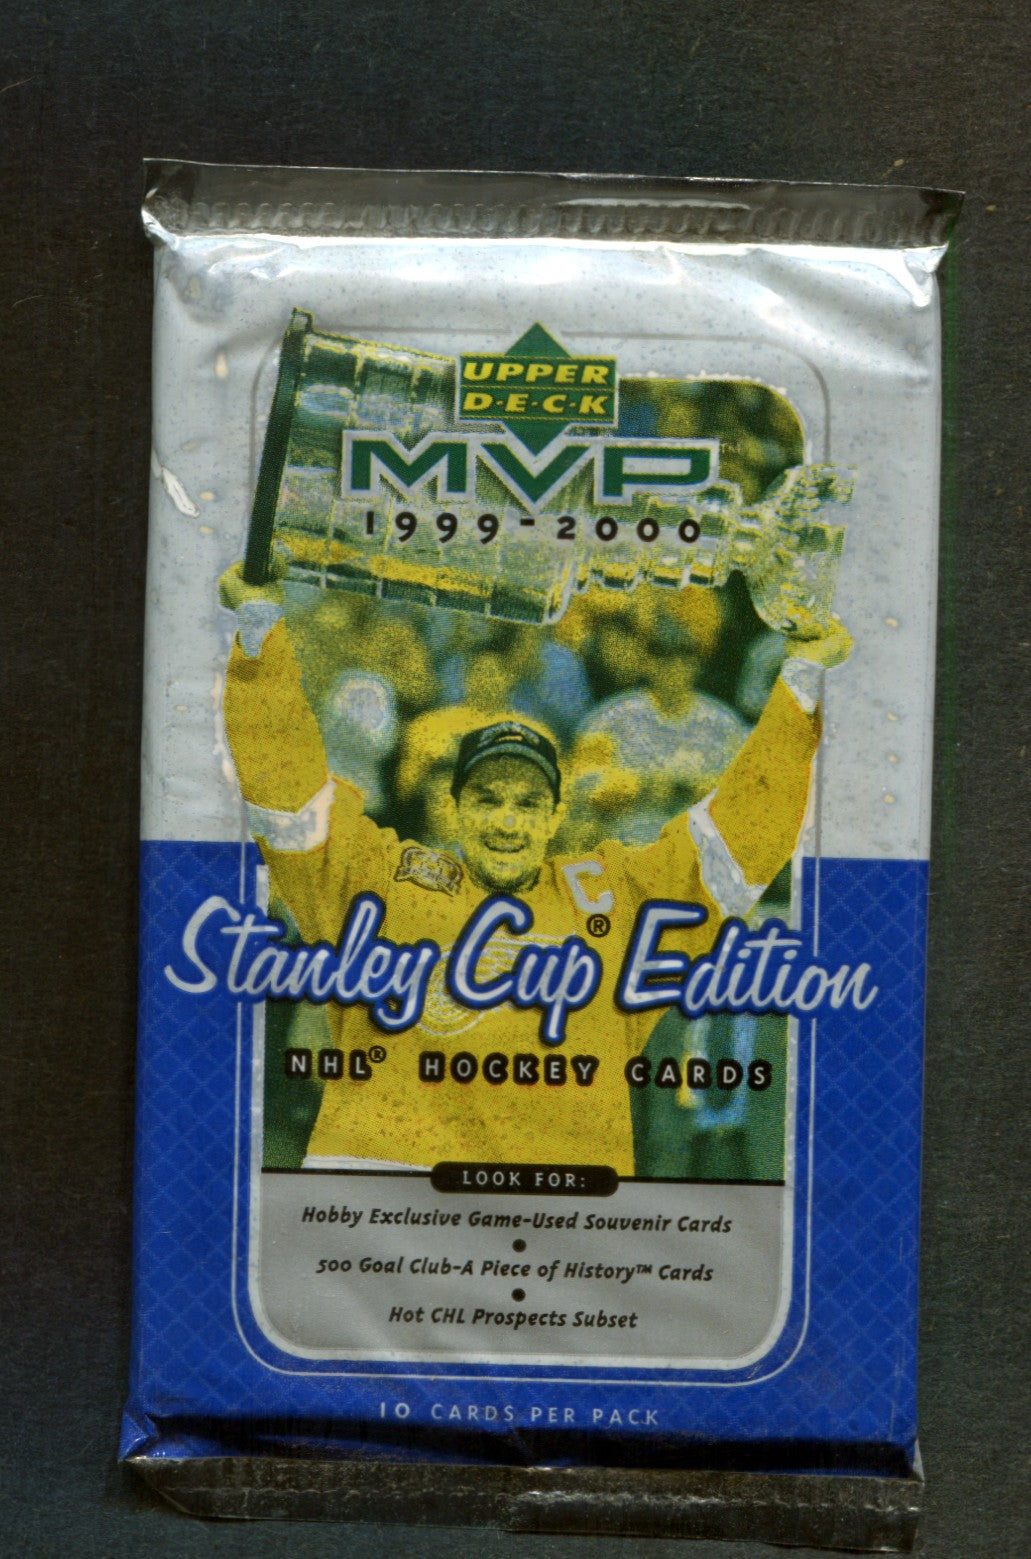 UPPER
D·E·C·K
MVP
1999-2000
C
Stanley Cup® Edition
NHL® HOCKEY CARDS
LOOK FOR:
Hobby Exclusive Game-Used Souvenir Cards
500 Goal Club-A Piece of History™ Cards
Hot CHL Prospects Subset
10 CARDS PER PACK